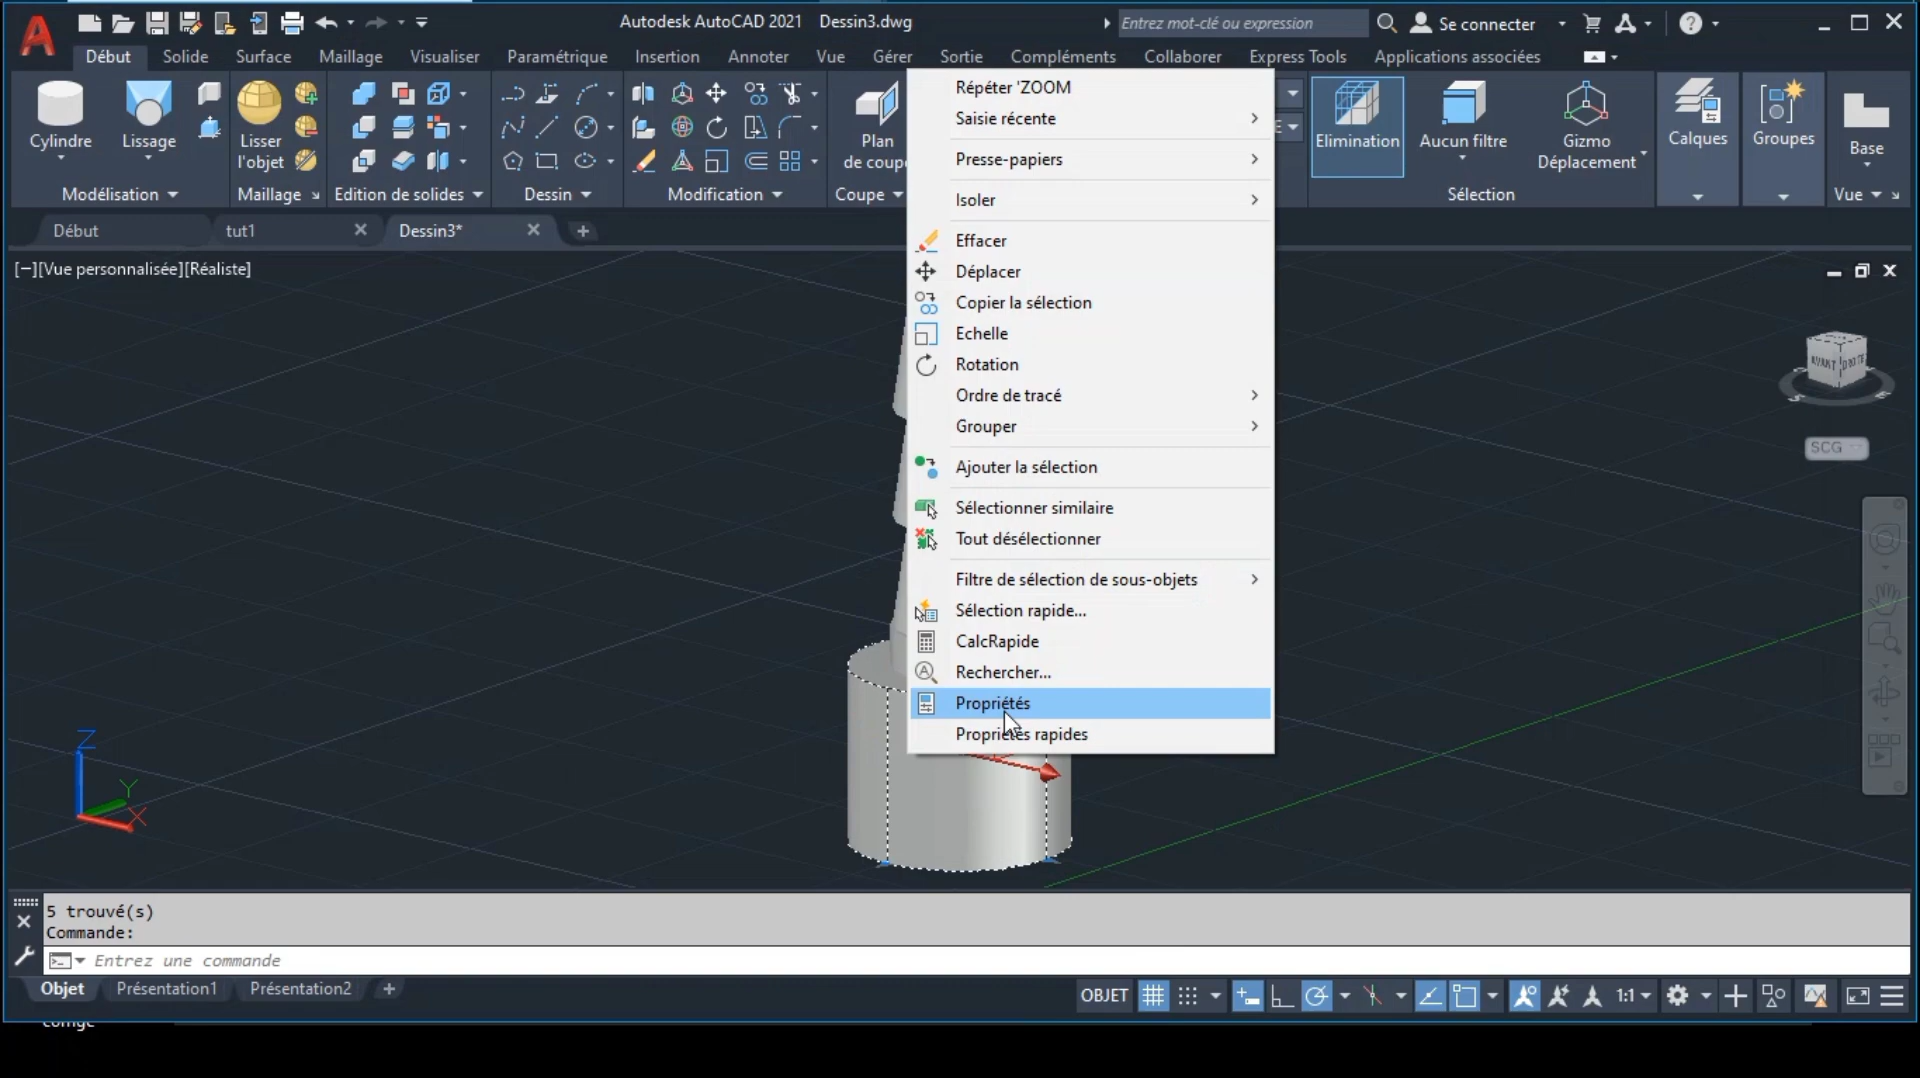 Autodesk AutoCAD 2021 Dessin3.dwg
Entrez mot-clé ou expression
Se connecter
Début Solide Surface Maillage Visualiser Paramétrique Insertion Annoter Vue Gérer Sortie Compléments Collaborer Express Tools Applications associées
Cylindre
Lissage
Lisser
l'objet
Plan
de coupe
Elimination
Aucun filtre
Gizmo
Déplacement
Calques
Groupes
Base
Modélisation Maillage Edition de solides Dessin Modification Coupe Sélection Vue
Début tut1 Dessin3*
[−][Vue personnalisée][Réaliste]
Répéter 'ZOOM
Saisie récente
Presse-papiers
Isoler
Effacer
Déplacer
Copier la sélection
Echelle
Rotation
Ordre de tracé
Grouper
Ajouter la sélection
Sélectionner similaire
Tout désélectionner
Filtre de sélection de sous-objets
Sélection rapide...
CalcRapide
Rechercher...
Propriétés
Propriétés rapides
AVANT DROITE
S E
SCG
Z
Y
X
5 trouvé(s)
Commande:
Entrez une commande
Objet Présentation1 Présentation2
OBJET 1:1